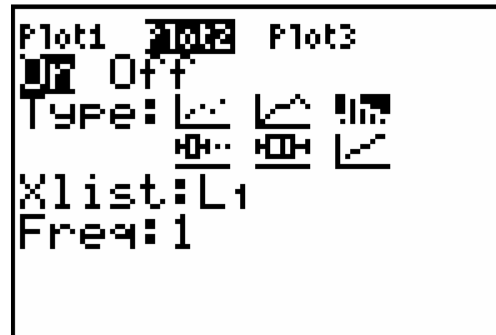 Plot1 Plot2 Plot3
On Off
Type:
Xlist:L₁
Freq:1